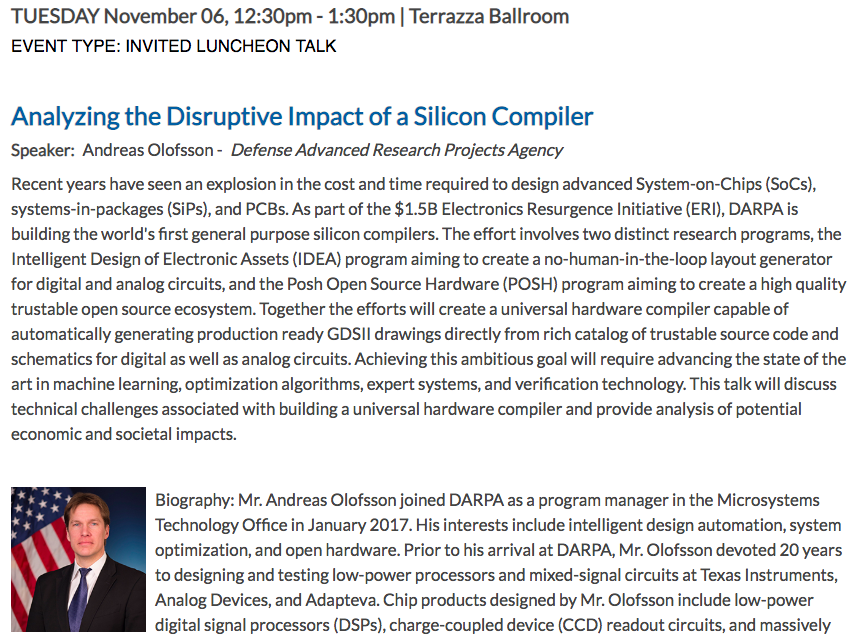 TUESDAY November 06, 12:30pm - 1:30pm | Terrazza Ballroom
EVENT TYPE: INVITED LUNCHEON TALK
Analyzing the Disruptive Impact of a Silicon Compiler
Speaker: Andreas Olofsson - Defense Advanced Research Projects Agency
Recent years have seen an explosion in the cost and time required to design advanced System-on-Chips (SoCs),
systems-in-packages (SiPs), and PCBs. As part of the $1.5B Electronics Resurgence Initiative (ERI), DARPA is
building the world's first general purpose silicon compilers. The effort involves two distinct research programs, the
Intelligent Design of Electronic Assets (IDEA) program aiming to create a no-human-in-the-loop layout generator
for digital and analog circuits, and the Posh Open Source Hardware (POSH) program aiming to create a high quality
trustable open source ecosystem. Together the efforts will create a universal hardware compiler capable of
automatically generating production ready GDSII drawings directly from rich catalog of trustable source code and
schematics for digital as well as analog circuits. Achieving this ambitious goal will require advancing the state of the
art in machine learning, optimization algorithms, expert systems, and verification technology. This talk will discuss
technical challenges associated with building a universal hardware compiler and provide analysis of potential
economic and societal impacts.
Biography: Mr. Andreas Olofsson joined DARPA as a program manager in the Microsystems
Technology Office in January 2017. His interests include intelligent design automation, system
optimization, and open hardware. Prior to his arrival at DARPA, Mr. Olofsson devoted 20 years
to designing and testing low-power processors and mixed-signal circuits at Texas Instruments,
Analog Devices, and Adapteva. Chip products designed by Mr. Olofsson include low-power
digital signal processors (DSPs), charge-coupled device (CCD) readout circuits, and massively